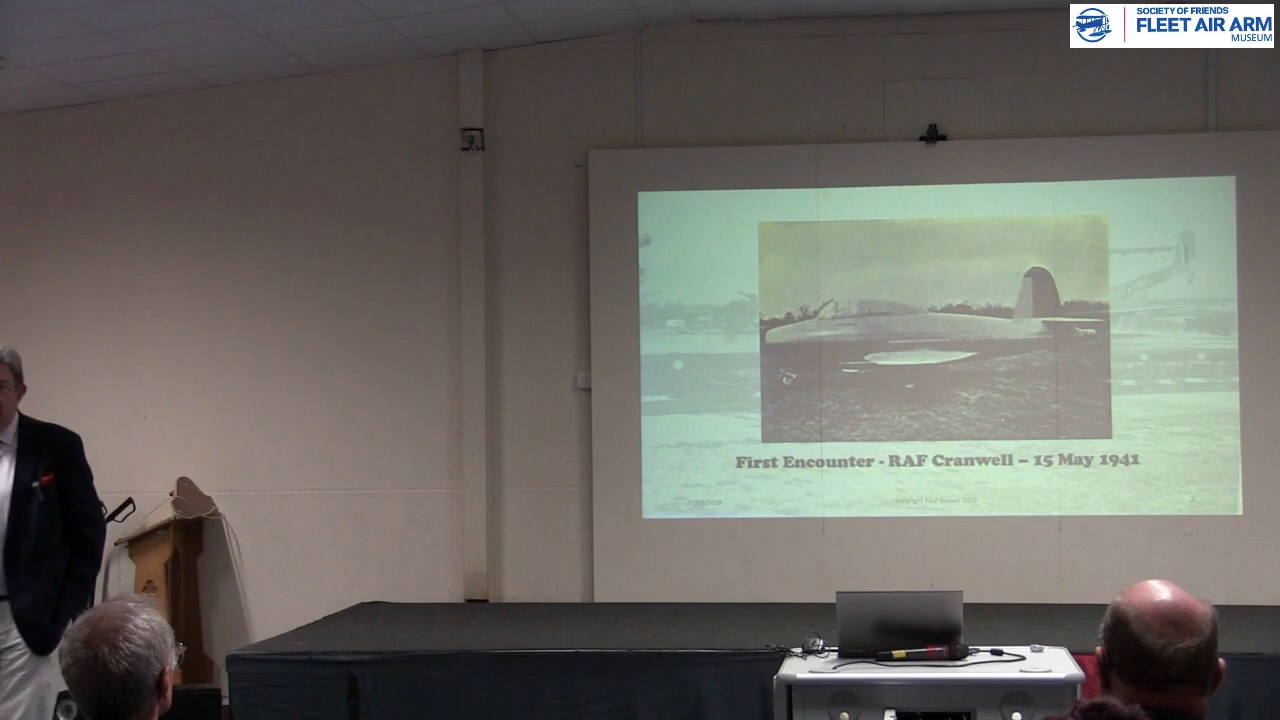 SOCIETY OF FRIENDS
FLEET AIR ARM
MUSEUM
First Encounter - RAF Cranwell – 15 May 1941